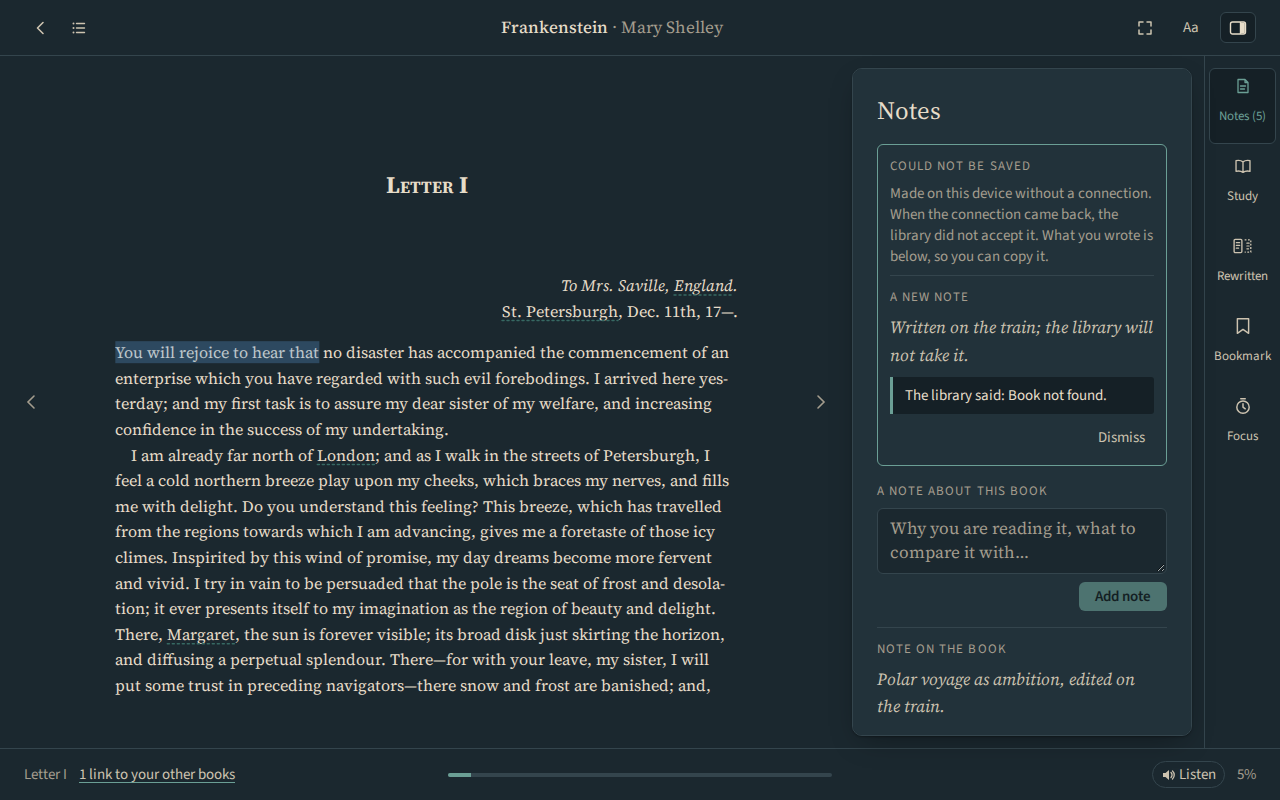 Frankenstein · Mary Shelley
Aa
Letter I
To Mrs. Saville, England.
St. Petersburgh, Dec. 11th, 17—.
You will rejoice to hear that no disaster has accompanied the commencement of an
enterprise which you have regarded with such evil forebodings. I arrived here yes-
terday; and my first task is to assure my dear sister of my welfare, and increasing
confidence in the success of my undertaking.
I am already far north of London; and as I walk in the streets of Petersburgh, I
feel a cold northern breeze play upon my cheeks, which braces my nerves, and fills
me with delight. Do you understand this feeling? This breeze, which has travelled
from the regions towards which I am advancing, gives me a foretaste of those icy
climes. Inspirited by this wind of promise, my day dreams become more fervent
and vivid. I try in vain to be persuaded that the pole is the seat of frost and desola-
tion; it ever presents itself to my imagination as the region of beauty and delight.
There, Margaret, the sun is forever visible; its broad disk just skirting the horizon,
and diffusing a perpetual splendour. There—for with your leave, my sister, I will
put some trust in preceding navigators—there snow and frost are banished; and,
Notes
COULD NOT BE SAVED
Made on this device without a connection.
When the connection came back, the
library did not accept it. What you wrote is
below, so you can copy it.
A NEW NOTE
Written on the train; the library will
not take it.
The library said: Book not found.
Dismiss
A NOTE ABOUT THIS BOOK
Why you are reading it, what to
compare it with…
Add note
NOTE ON THE BOOK
Polar voyage as ambition, edited on
the train.
Notes (5)
Study
Rewritten
Bookmark
Focus
Letter I
1 link to your other books
Listen
5%